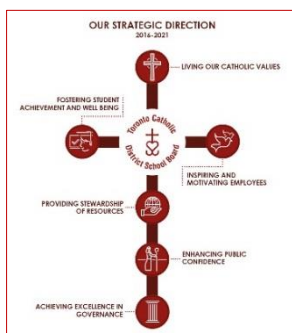 OUR STRATEGIC DIRECTION
2016-2021
LIVING OUR CATHOLIC VALUES
FOSTERING STUDENT
ACHIEVEMENT AND WELL BEING
Toronto Catholic
District School Board
INSPIRING AND
MOTIVATING EMPLOYEES
PROVIDING STEWARDSHIP
OF RESOURCES
ENHANCING PUBLIC
CONFIDENCE
ACHIEVING EXCELLENCE IN
GOVERNANCE